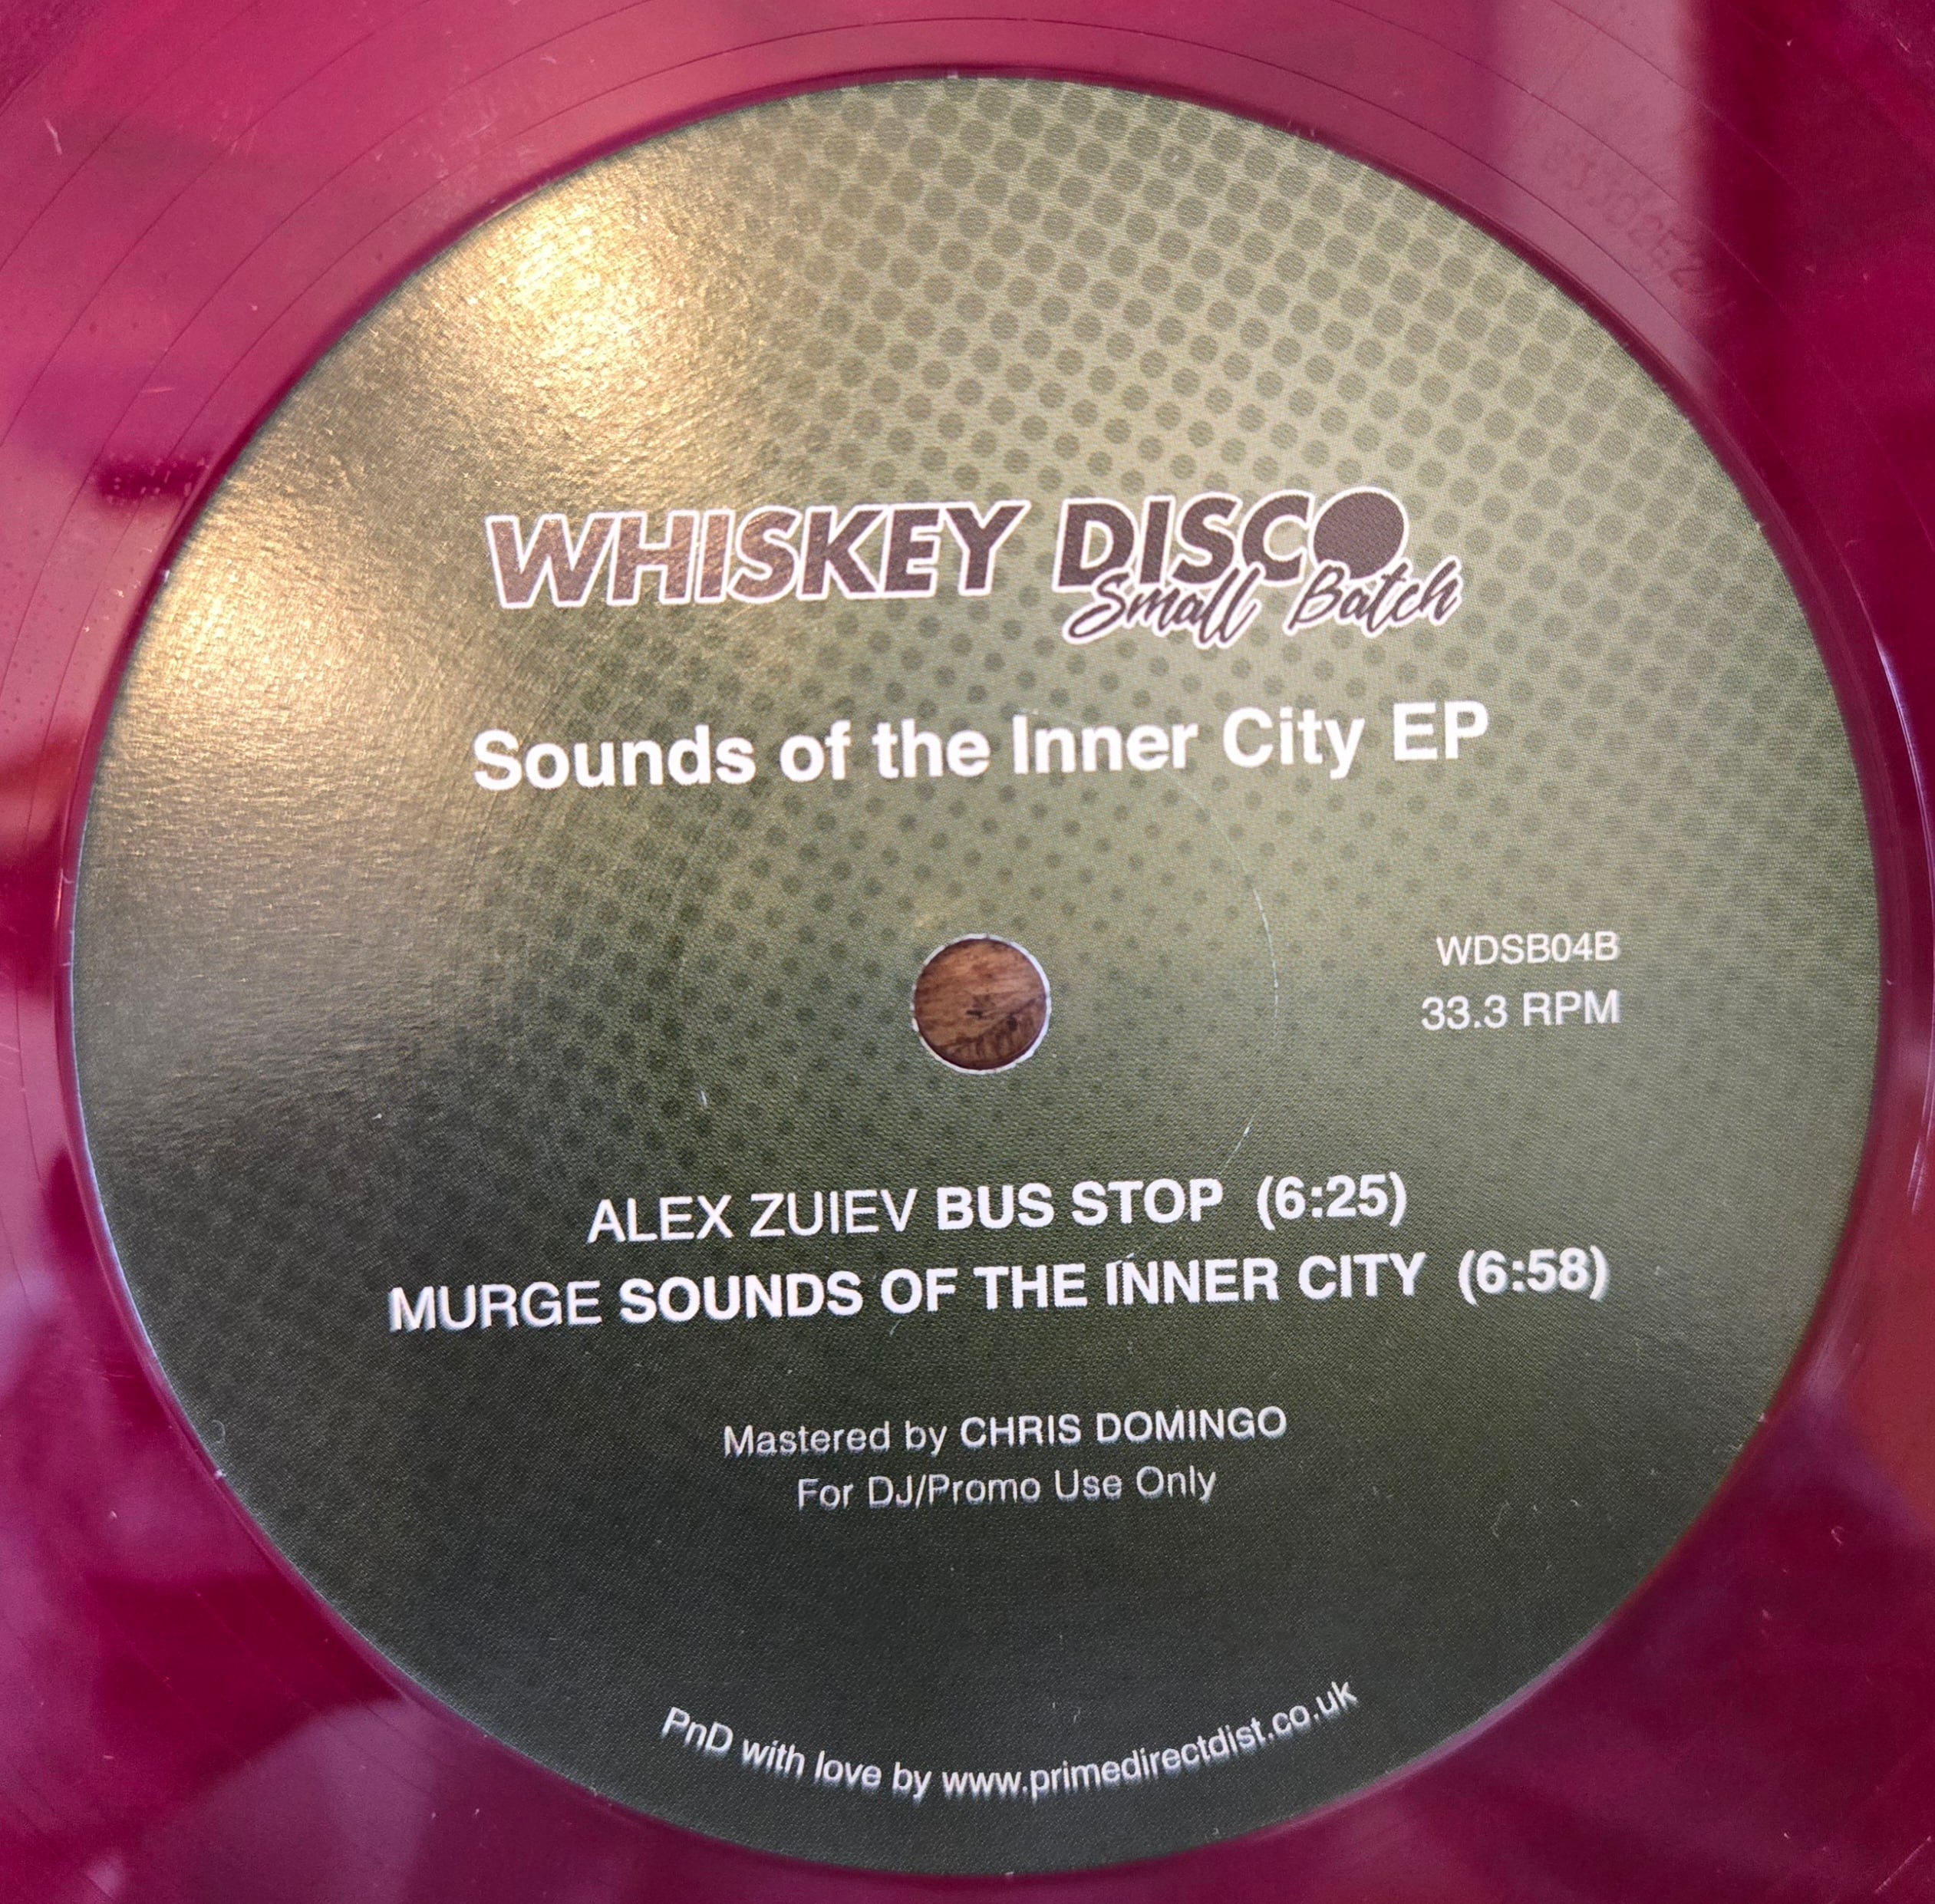 WHISKEY DISCO
Small Batch
Sounds of the Inner City EP
WDSB04B
33.3 RPM
ALEX ZUIEV BUS STOP (6:25)
MURGE SOUNDS OF THE INNER CITY (6:58)
Mastered by CHRIS DOMINGO
For DJ/Promo Use Only
PnD with love by www.primedirectdist.co.uk